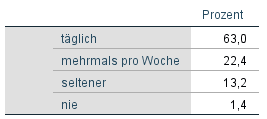 Prozent
täglich 63,0
mehrmals pro Woche 22,4
seltener 13,2
nie 1,4